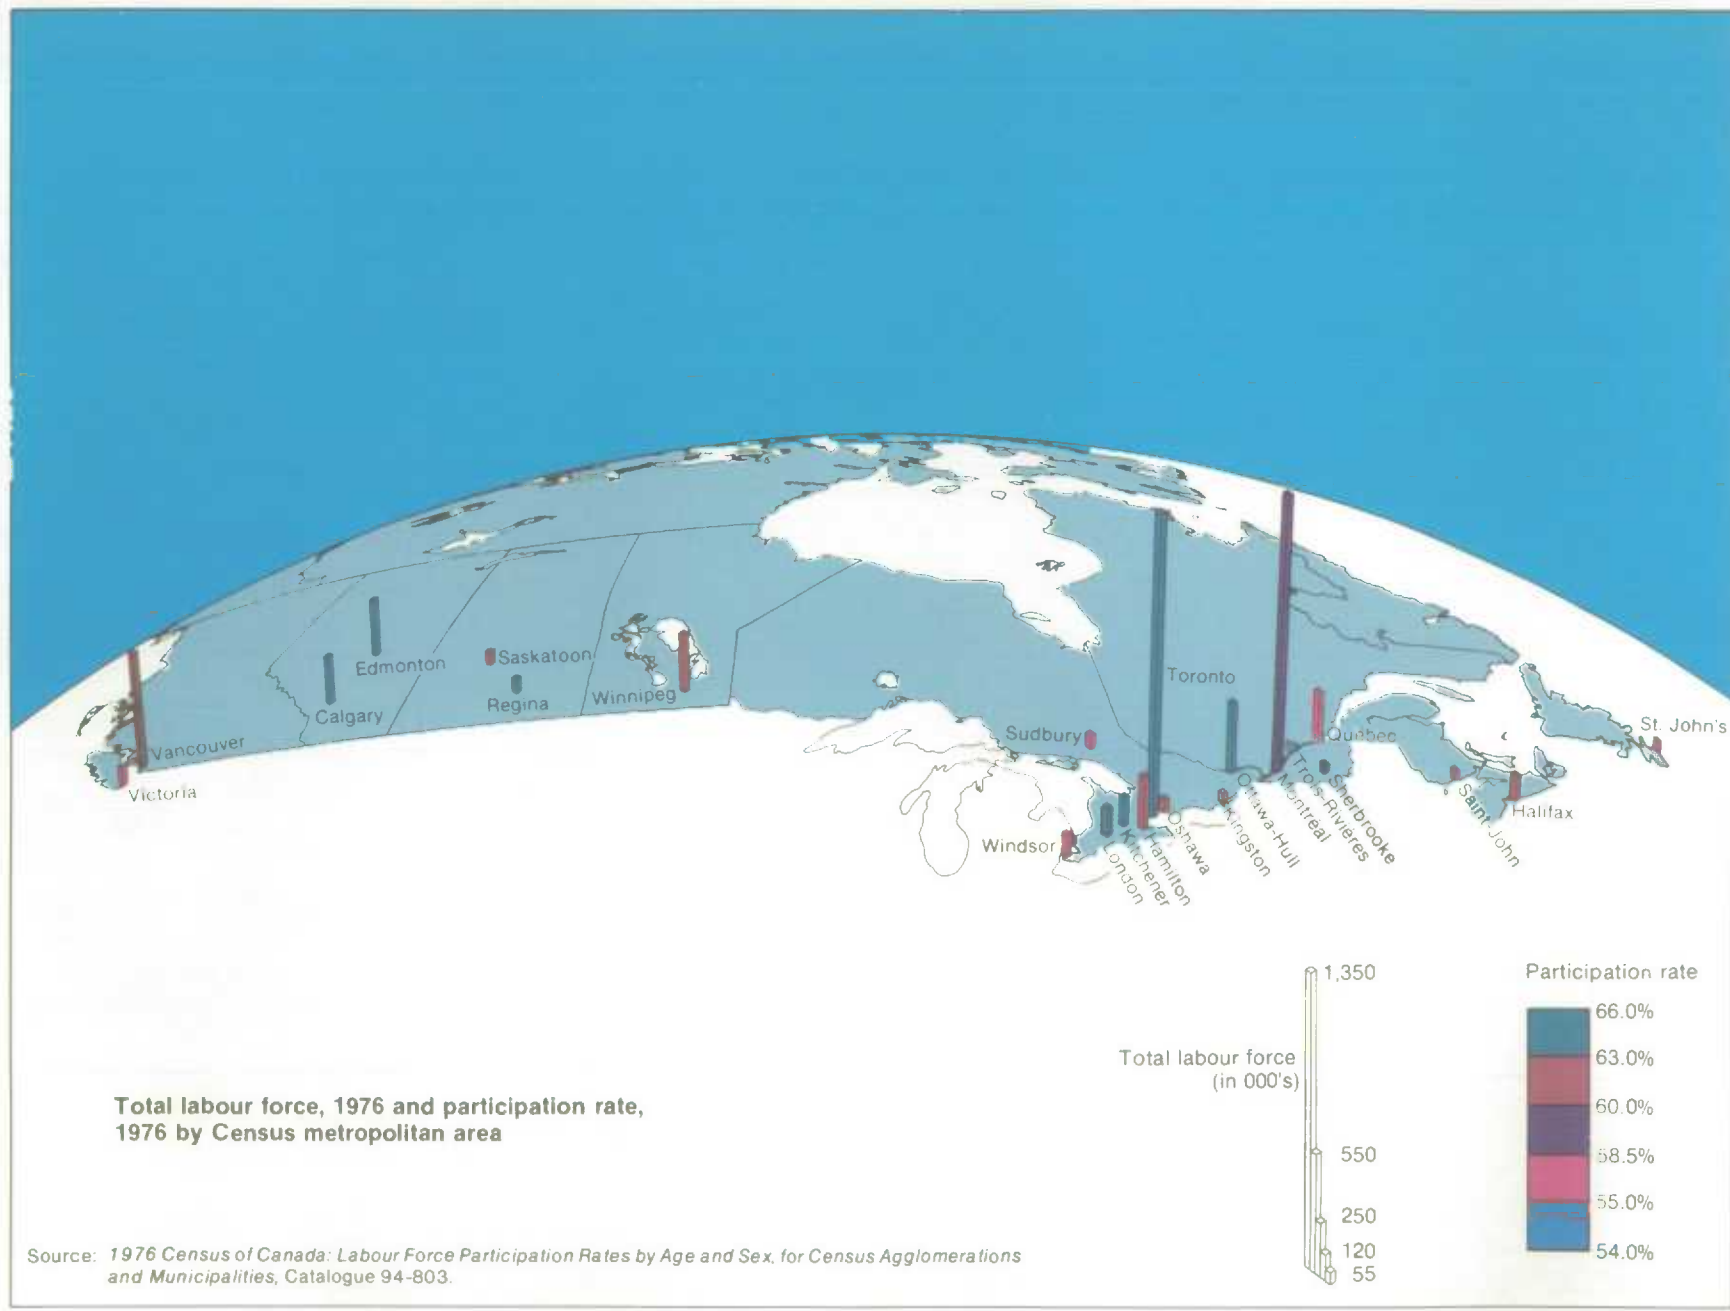 Edmonton
Saskatoon
Calgary
Regina
Winnipeg
Vancouver
Victoria
Toronto
Sudbury
Québec
St. John's
Windsor
London
Kitchener
Hamilton
Oshawa
Kingston
Ottawa-Hull
Montréal
Trois-Rivières
Sherbrooke
Saint-John
Halifax
Total labour force
(in 000's)
1,350
550
250
120
55
Participation rate
66.0%
63.0%
60.0%
58.5%
55.0%
54.0%
Total labour force, 1976 and participation rate,
1976 by Census metropolitan area
Source: 1976 Census of Canada: Labour Force Participation Rates by Age and Sex, for Census Agglomerations
and Municipalities, Catalogue 94-803.